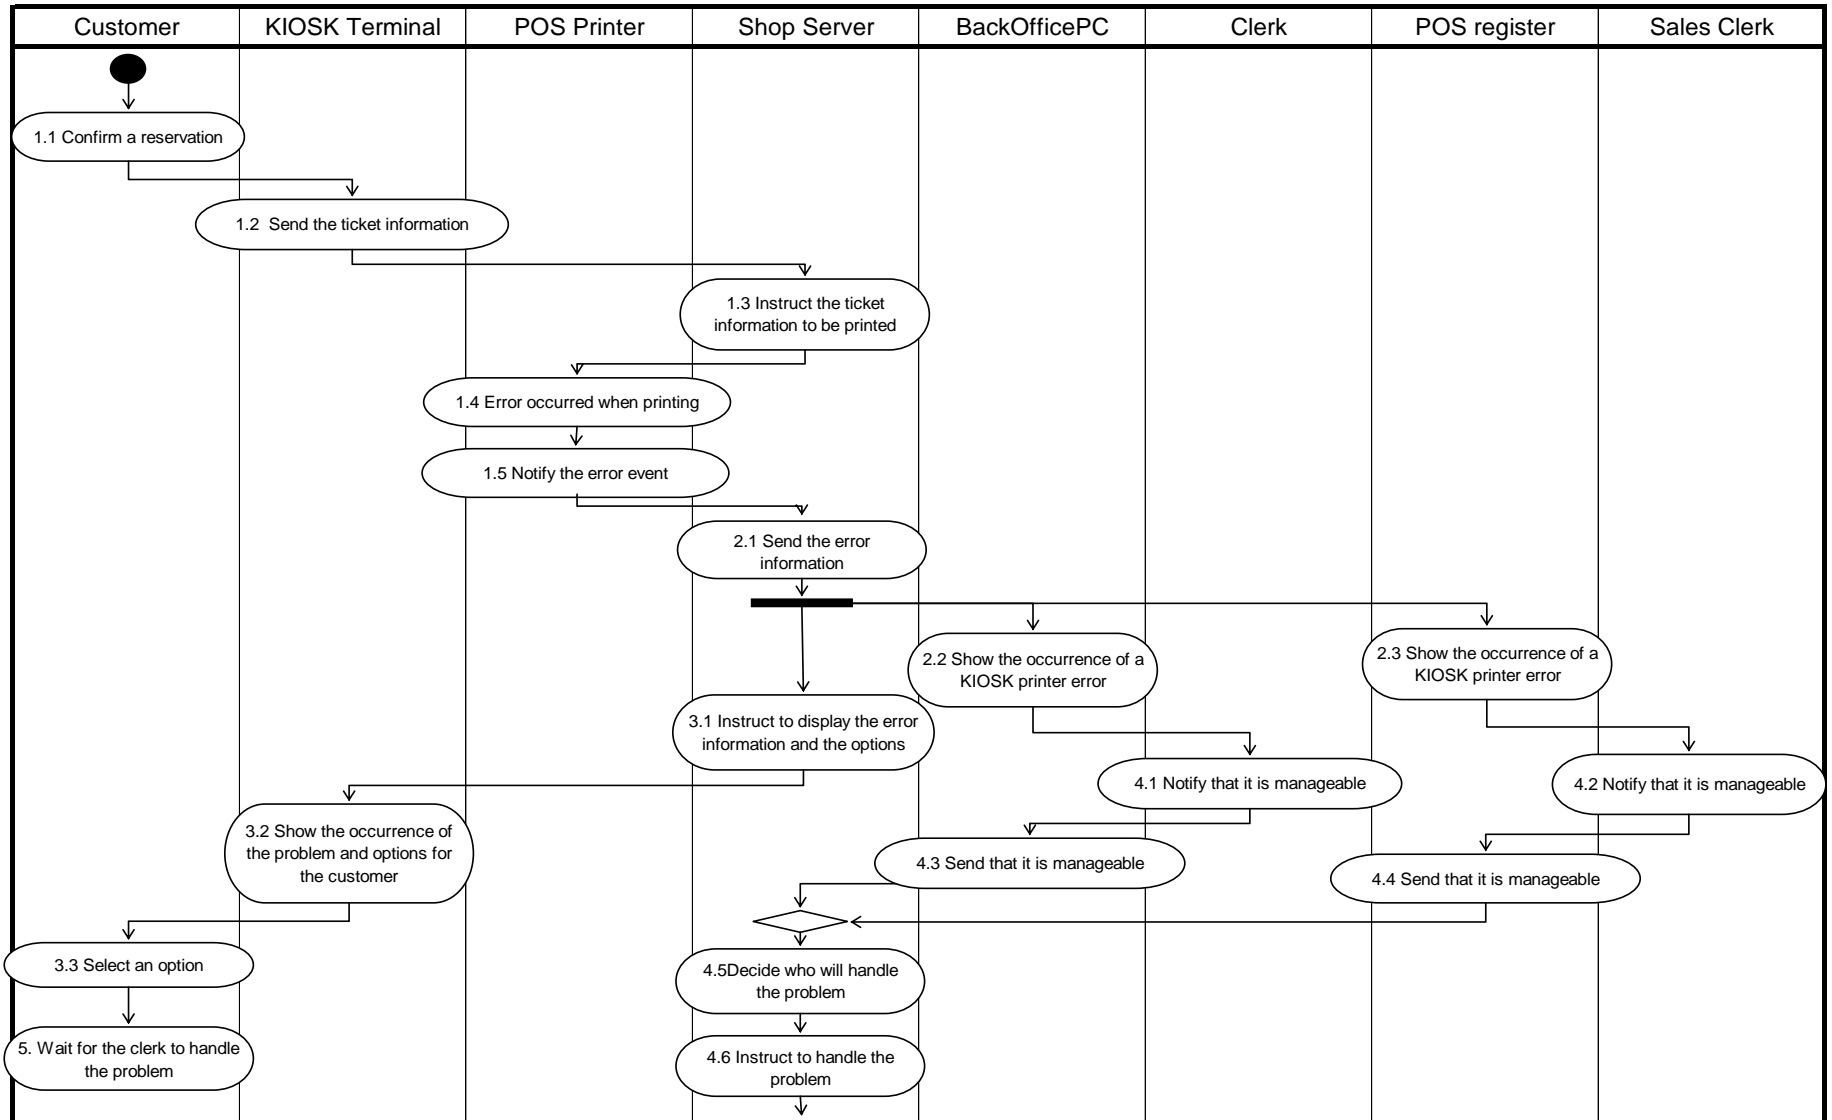 Customer
KIOSK Terminal
POS Printer
Shop Server
BackOfficePC
Clerk
POS register
Sales Clerk
1.1 Confirm a reservation
1.2 Send the ticket information
1.3 Instruct the ticket
information to be printed
1.4 Error occurred when printing
1.5 Notify the error event
2.1 Send the error
information
2.2 Show the occurrence of a
KIOSK printer error
2.3 Show the occurrence of a
KIOSK printer error
3.1 Instruct to display the error
information and the options
4.1 Notify that it is manageable
4.2 Notify that it is manageable
3.2 Show the occurrence of
the problem and options for
the customer
4.3 Send that it is manageable
4.4 Send that it is manageable
3.3 Select an option
4.5Decide who will handle
the problem
5. Wait for the clerk to handle
the problem
4.6 Instruct to handle the
problem